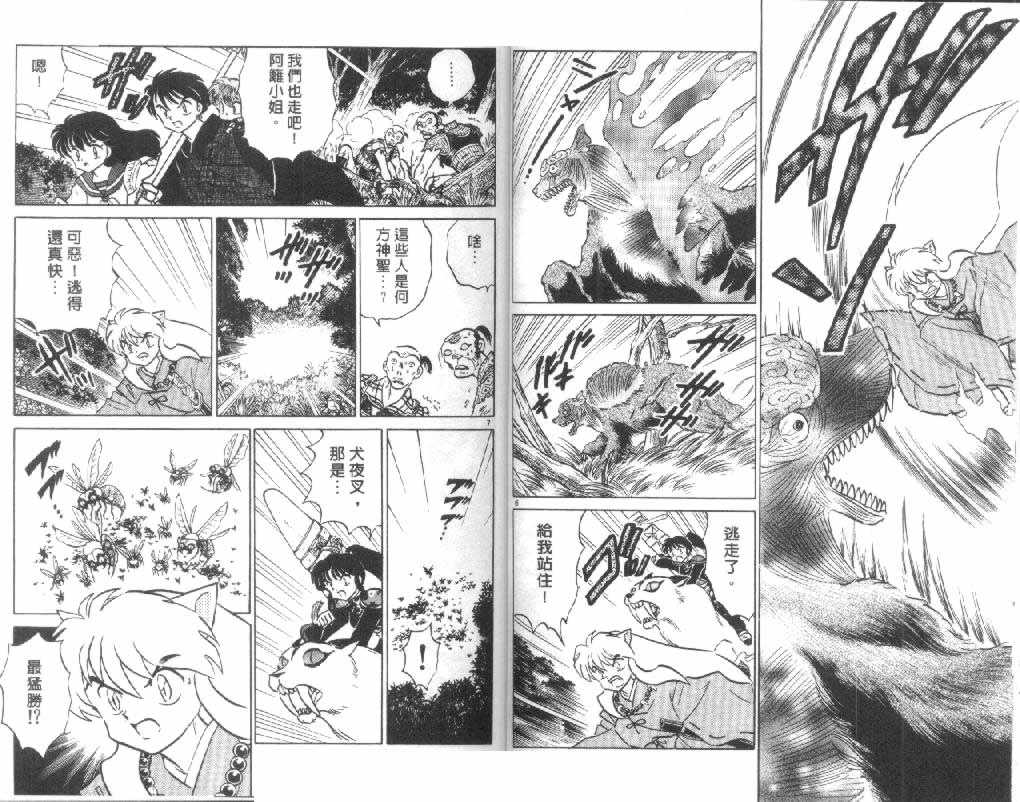 逃走了。
給我站住！
6
……
我們也走吧！
阿離小姐。
嗯！
啥…
這些人是何
方神聖…？
可惡！逃得
還真快…
7
！
犬夜叉，
那是…
最猛勝!?